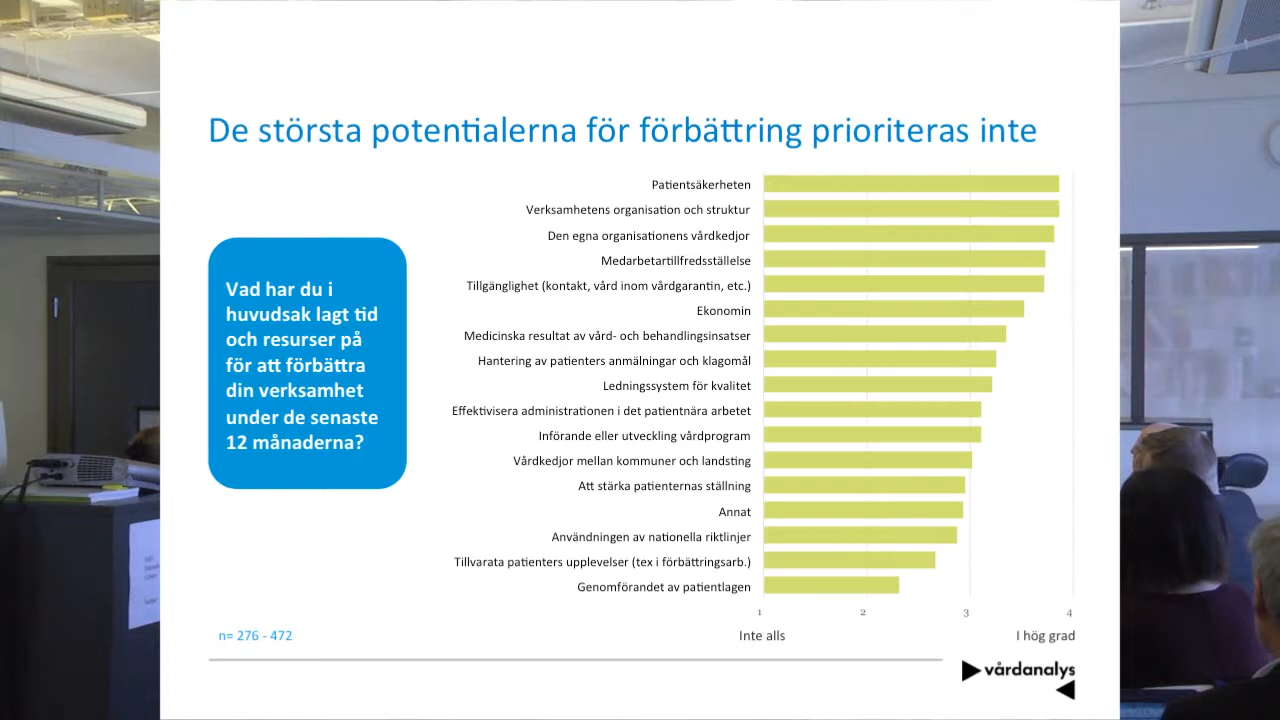 De största potentialerna för förbättring prioriteras inte
Vad har du i
huvudsak lagt tid
och resurser på
för att förbättra
din verksamhet
under de senaste
12 månaderna?
Patientsäkerheten
Verksamhetens organisation och struktur
Den egna organisationens vårdkedjor
Medarbetartillfredsställelse
Tillgänglighet (kontakt, vård inom vårdgarantin, etc.)
Ekonomin
Medicinska resultat av vård- och behandlingsinsatser
Hantering av patienters anmälningar och klagomål
Ledningssystem för kvalitet
Effektivisera administrationen i det patientnära arbetet
Införande eller utveckling vårdprogram
Vårdkedjor mellan kommuner och landsting
Att stärka patienternas ställning
Annat
Användningen av nationella riktlinjer
Tillvarata patienters upplevelser (tex i förbättringsarb.)
Genomförandet av patientlagen
1 2 3 4
Inte alls I hög grad
n= 276 - 472
vårdanalys